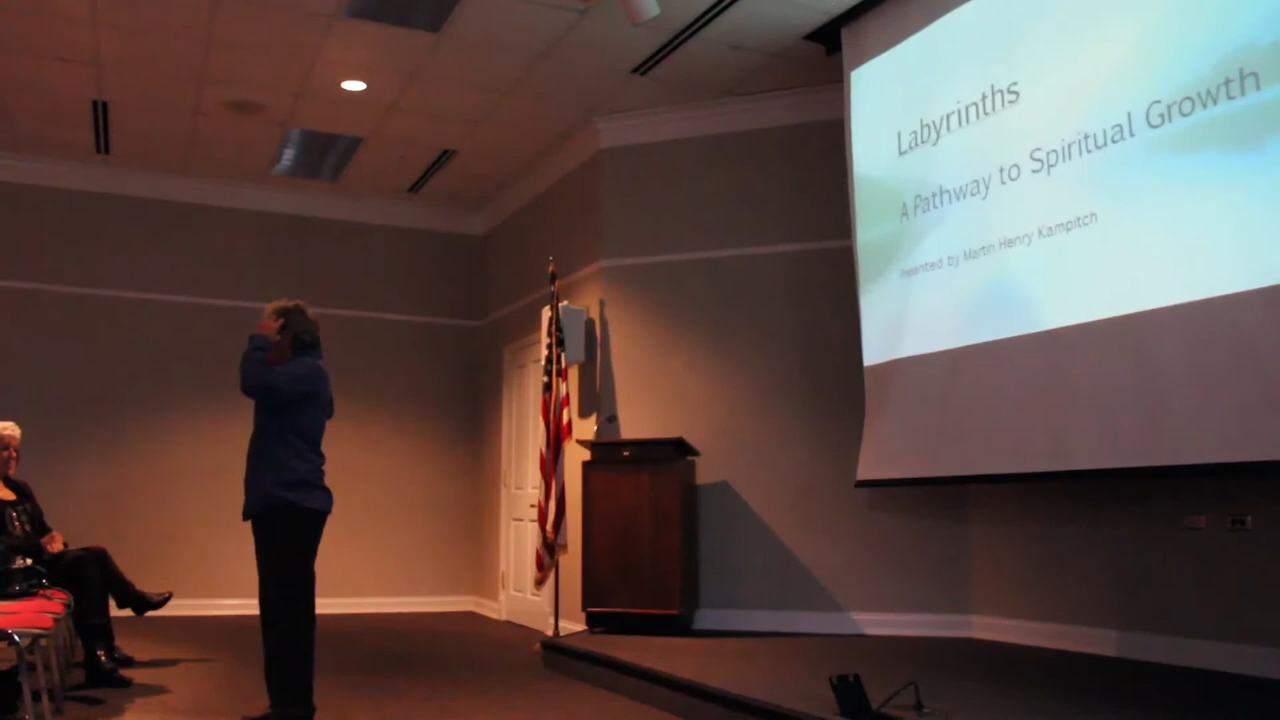 Labyrinths
A Pathway to Spiritual Growth
Presented by Martin Henry Kampitch